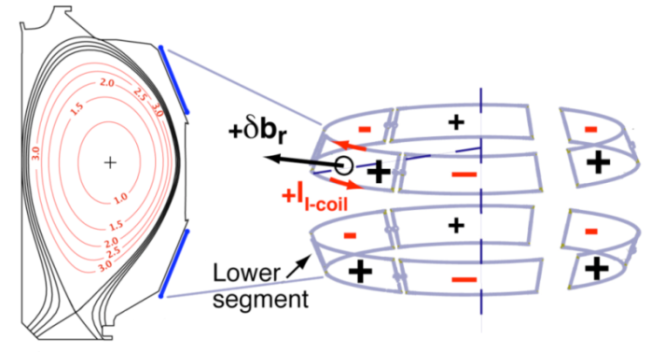 2.0
2.5
3.0
1.5
3.0
+
1.0
1.5
2.0
2.5
3.0
+δbr
+II-coil
- + -
+ - +
- + -
+ - +
Lower
segment